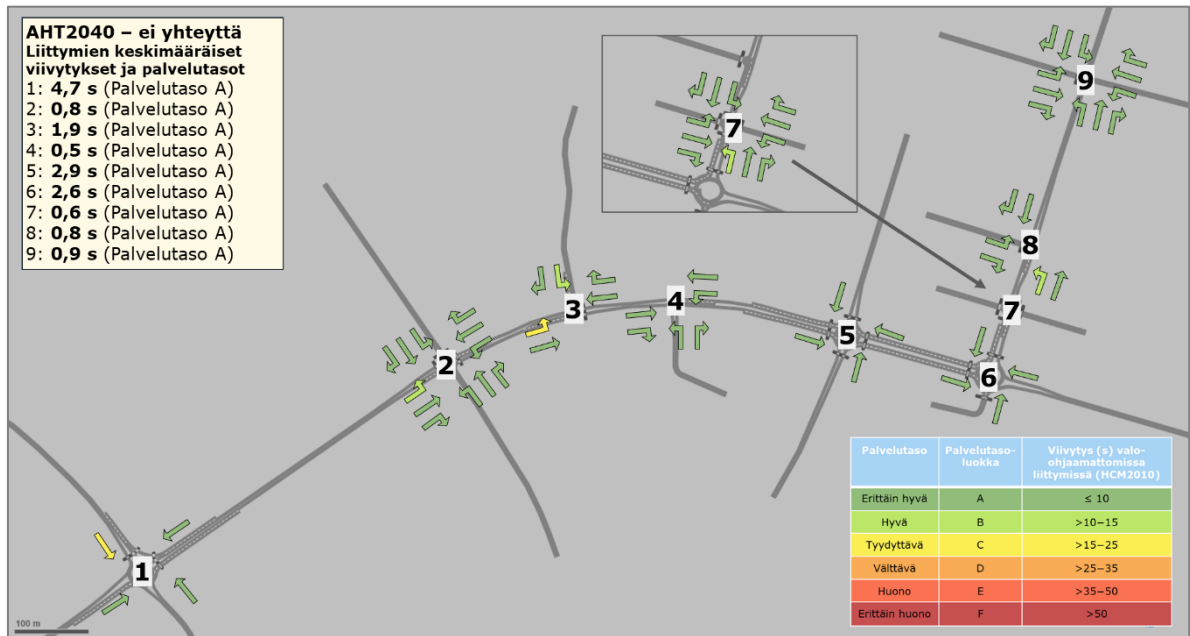 AHT2040 – ei yhteyttä
Liittymien keskimääräiset
viivytykset ja palvelutasot
1: 4,7 s (Palvelutaso A)
2: 0,8 s (Palvelutaso A)
3: 1,9 s (Palvelutaso A)
4: 0,5 s (Palvelutaso A)
5: 2,9 s (Palvelutaso A)
6: 2,6 s (Palvelutaso A)
7: 0,6 s (Palvelutaso A)
8: 0,8 s (Palvelutaso A)
9: 0,9 s (Palvelutaso A)
9
7
8
7
3
4
5
2
6
1
100 m
Palvelutaso Palvelutaso-luokka Viivytys (s) valo-ohjaamattomissa liittymissä (HCM2010)
Erittäin hyvä A ≤ 10
Hyvä B >10–15
Tyydyttävä C >15–25
Välttävä D >25–35
Huono E >35–50
Erittäin huono F >50